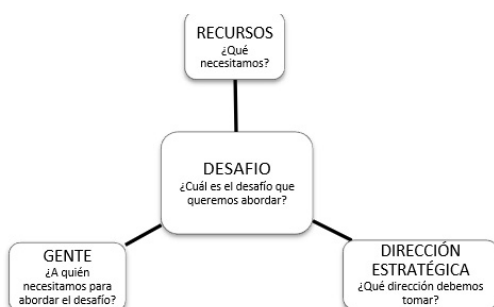 RECURSOS
¿Qué
necesitamos?
DESAFIO
¿Cuál es el desafío que
queremos abordar?
GENTE
¿A quién
necesitamos para
abordar el desafío?
DIRECCIÓN
ESTRATÉGICA
¿Qué dirección debemos
tomar?